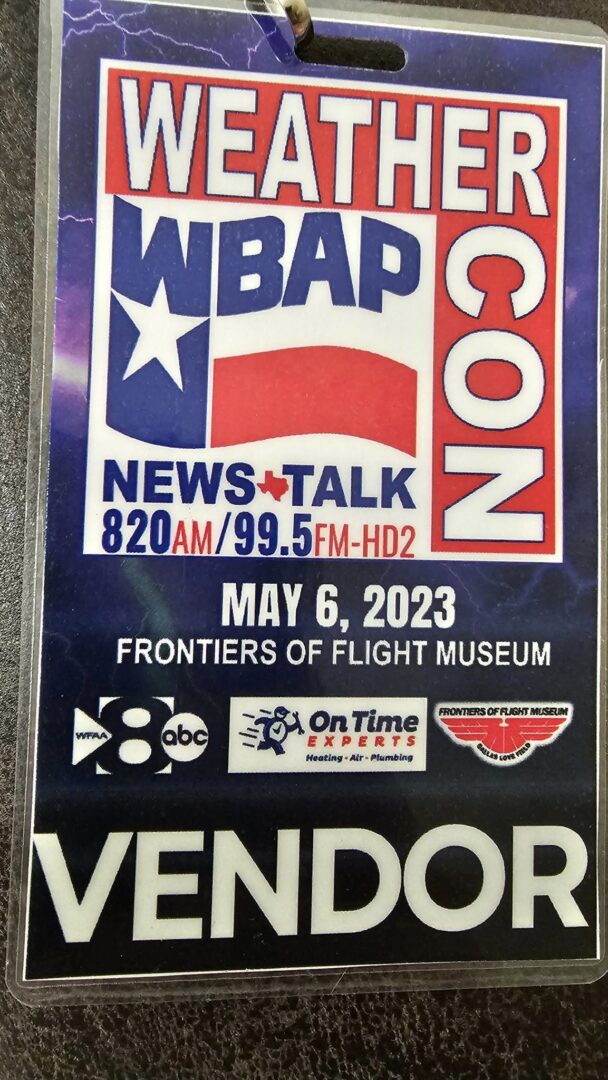 WEATHER
CON
WBAP
NEWS TALK
820AM/99.5FM-HD2
MAY 6, 2023
FRONTIERS OF FLIGHT MUSEUM
WFAA 8 abc
On Time
EXPERTS
Heating - Air - Plumbing
FRONTIERS OF FLIGHT MUSEUM
DALLAS LOVE FIELD
VENDOR